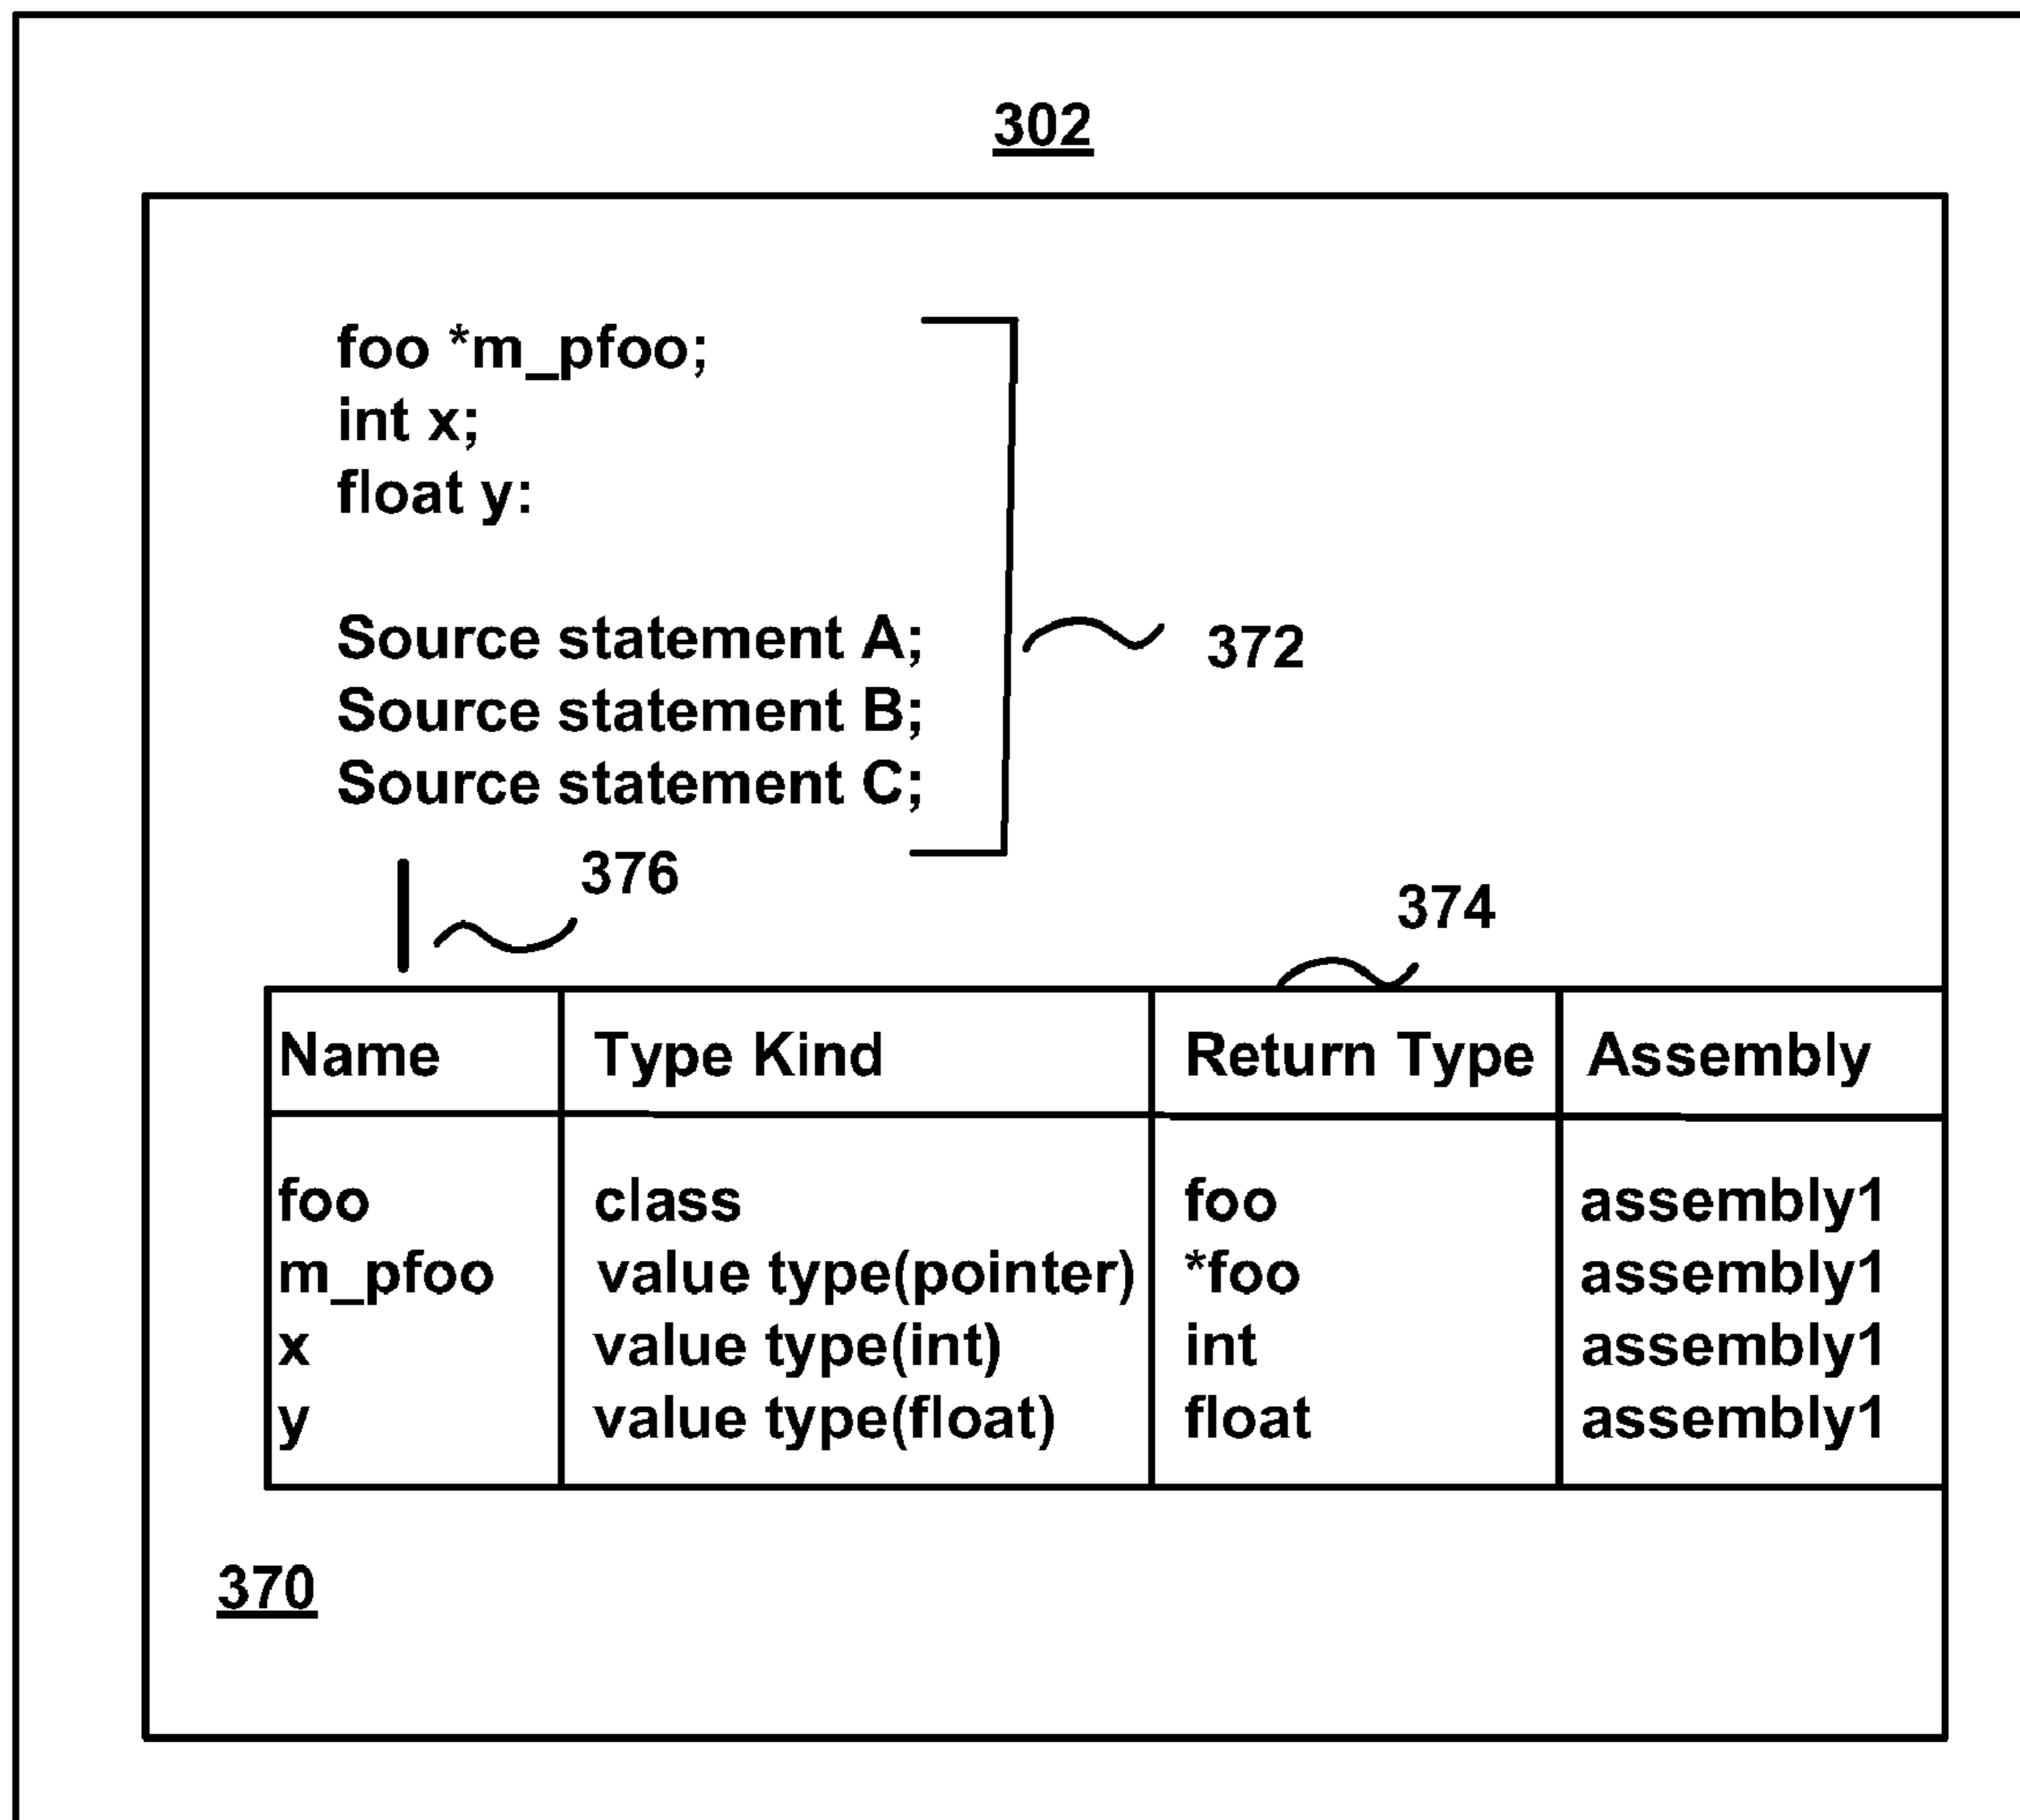 302
foo *m_pfoo;
int x;
float y:
Source statement A;
372
Source statement B;
Source statement C;
376
374
Name Type Kind Return Type Assembly
foo class foo assembly1
m_pfoo value type(pointer) *foo assembly1
x value type(int) int assembly1
y value type(float) float assembly1
370